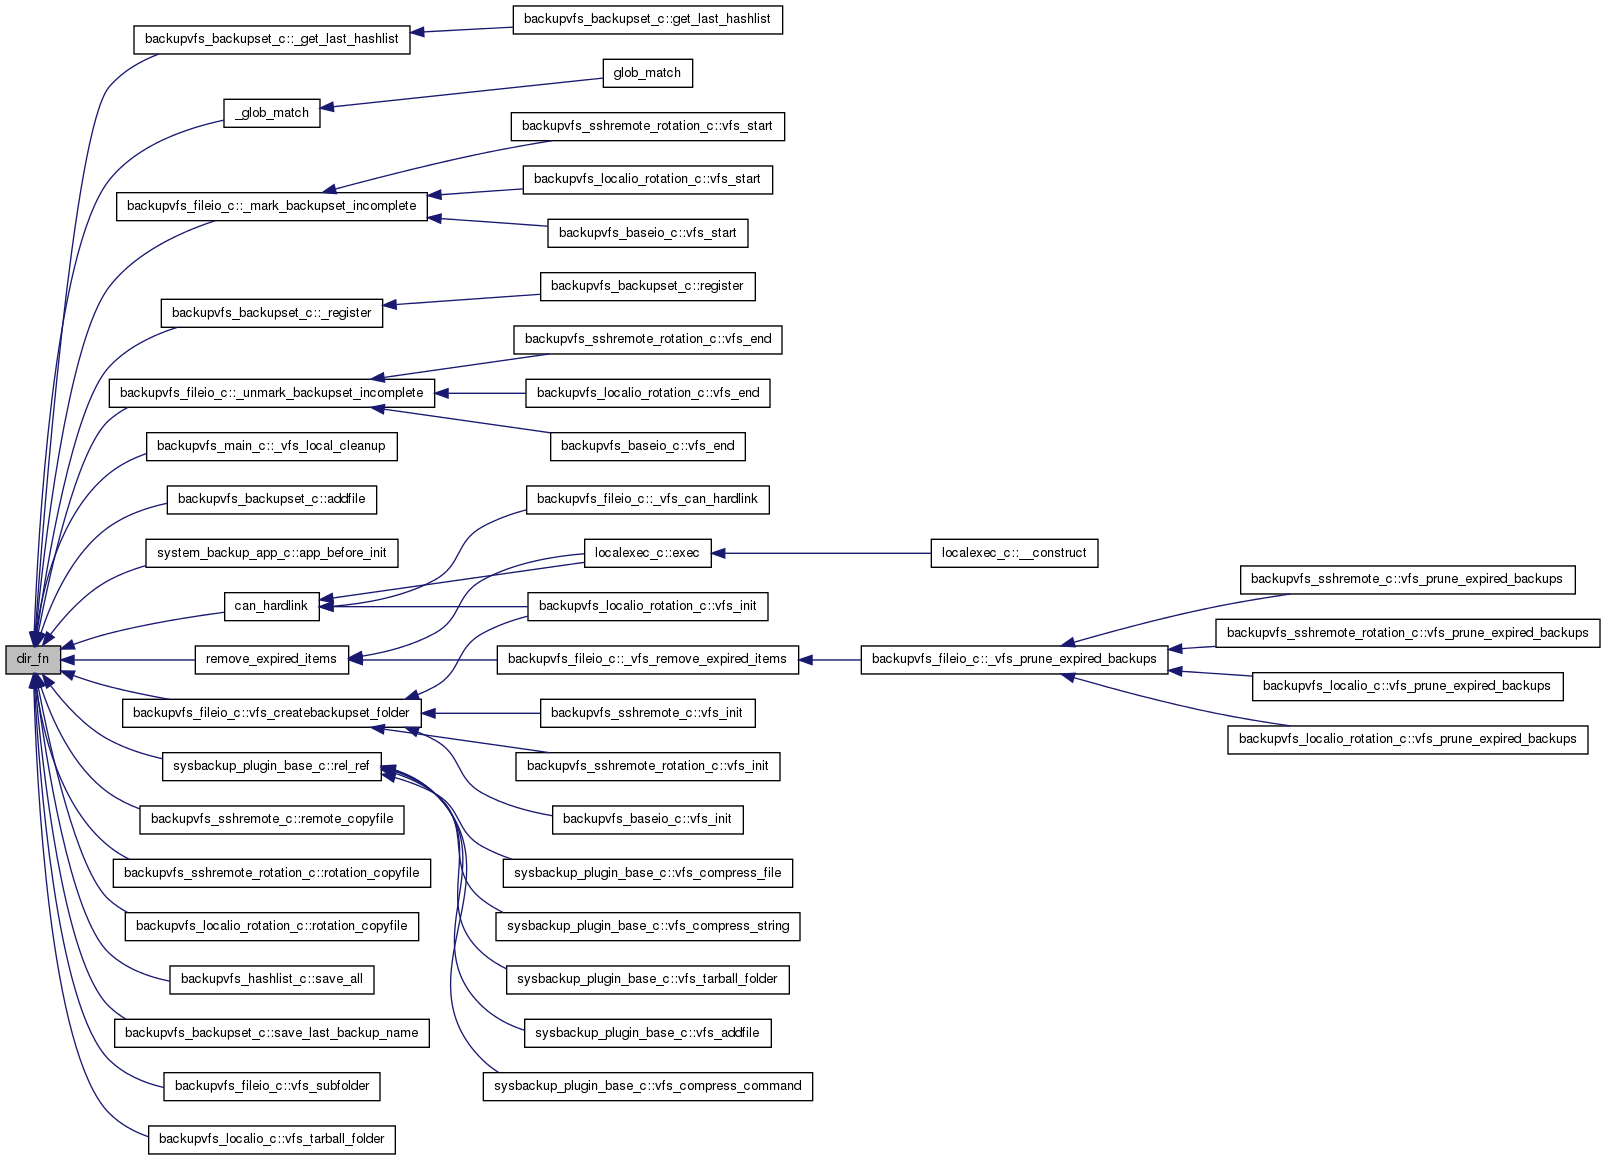 backupvfs_backupset_c::get_last_hashlist
backupvfs_backupset_c::_get_last_hashlist
glob_match
_glob_match
backupvfs_sshremote_rotation_c::vfs_start
backupvfs_localio_rotation_c::vfs_start
backupvfs_fileio_c::_mark_backupset_incomplete
backupvfs_baseio_c::vfs_start
backupvfs_backupset_c::register
backupvfs_backupset_c::_register
backupvfs_sshremote_rotation_c::vfs_end
backupvfs_fileio_c::_unmark_backupset_incomplete
backupvfs_localio_rotation_c::vfs_end
backupvfs_main_c::_vfs_local_cleanup
backupvfs_baseio_c::vfs_end
backupvfs_backupset_c::addfile
backupvfs_fileio_c::_vfs_can_hardlink
system_backup_app_c::app_before_init
localexec_c::exec
localexec_c::__construct
backupvfs_sshremote_c::vfs_prune_expired_backups
can_hardlink
backupvfs_localio_rotation_c::vfs_init
backupvfs_sshremote_rotation_c::vfs_prune_expired_backups
dir_fn
remove_expired_items
backupvfs_fileio_c::_vfs_remove_expired_items
backupvfs_fileio_c::_vfs_prune_expired_backups
backupvfs_localio_c::vfs_prune_expired_backups
backupvfs_fileio_c::vfs_createbackupset_folder
backupvfs_sshremote_c::vfs_init
backupvfs_localio_rotation_c::vfs_prune_expired_backups
sysbackup_plugin_base_c::rel_ref
backupvfs_sshremote_rotation_c::vfs_init
backupvfs_sshremote_c::remote_copyfile
backupvfs_baseio_c::vfs_init
backupvfs_sshremote_rotation_c::rotation_copyfile
sysbackup_plugin_base_c::vfs_compress_file
backupvfs_localio_rotation_c::rotation_copyfile
sysbackup_plugin_base_c::vfs_compress_string
backupvfs_hashlist_c::save_all
sysbackup_plugin_base_c::vfs_tarball_folder
backupvfs_backupset_c::save_last_backup_name
sysbackup_plugin_base_c::vfs_addfile
backupvfs_fileio_c::vfs_subfolder
sysbackup_plugin_base_c::vfs_compress_command
backupvfs_localio_c::vfs_tarball_folder